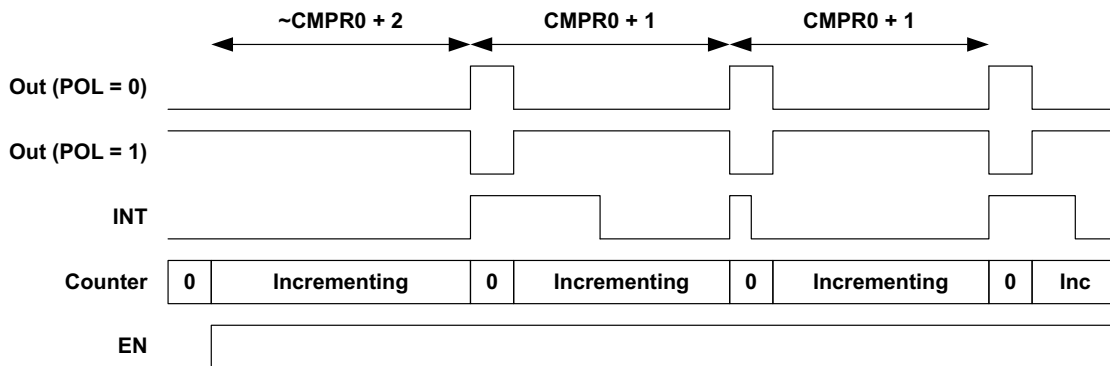 ~CMPR0 + 2 CMPR0 + 1 CMPR0 + 1
Out (POL = 0)
Out (POL = 1)
INT
Counter 0 Incrementing 0 Incrementing 0 Incrementing 0 Inc
EN